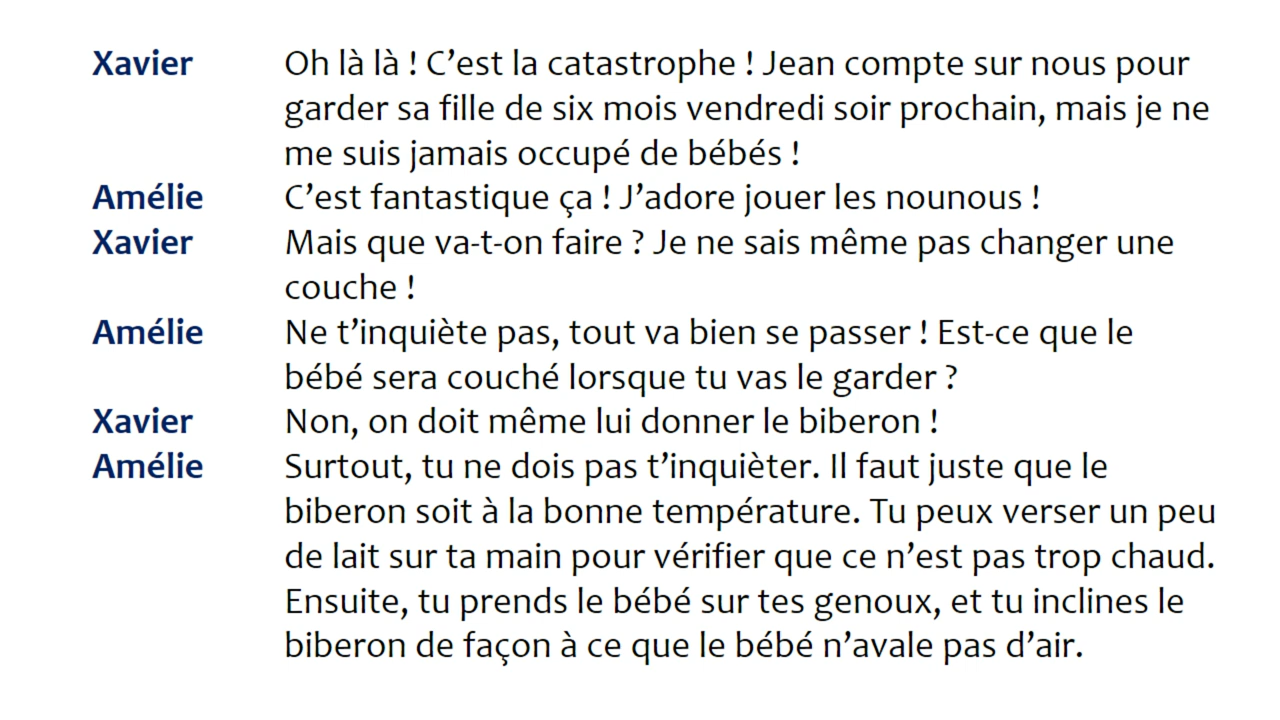 Xavier Oh là là ! C’est la catastrophe ! Jean compte sur nous pour
garder sa fille de six mois vendredi soir prochain, mais je ne
me suis jamais occupé de bébés !
Amélie C’est fantastique ça ! J’adore jouer les nounous !
Xavier Mais que va-t-on faire ? Je ne sais même pas changer une
couche !
Amélie Ne t’inquiète pas, tout va bien se passer ! Est-ce que le
bébé sera couché lorsque tu vas le garder ?
Xavier Non, on doit même lui donner le biberon !
Amélie Surtout, tu ne dois pas t’inquièter. Il faut juste que le
biberon soit à la bonne température. Tu peux verser un peu
de lait sur ta main pour vérifier que ce n’est pas trop chaud.
Ensuite, tu prends le bébé sur tes genoux, et tu inclines le
biberon de façon à ce que le bébé n’avale pas d’air.